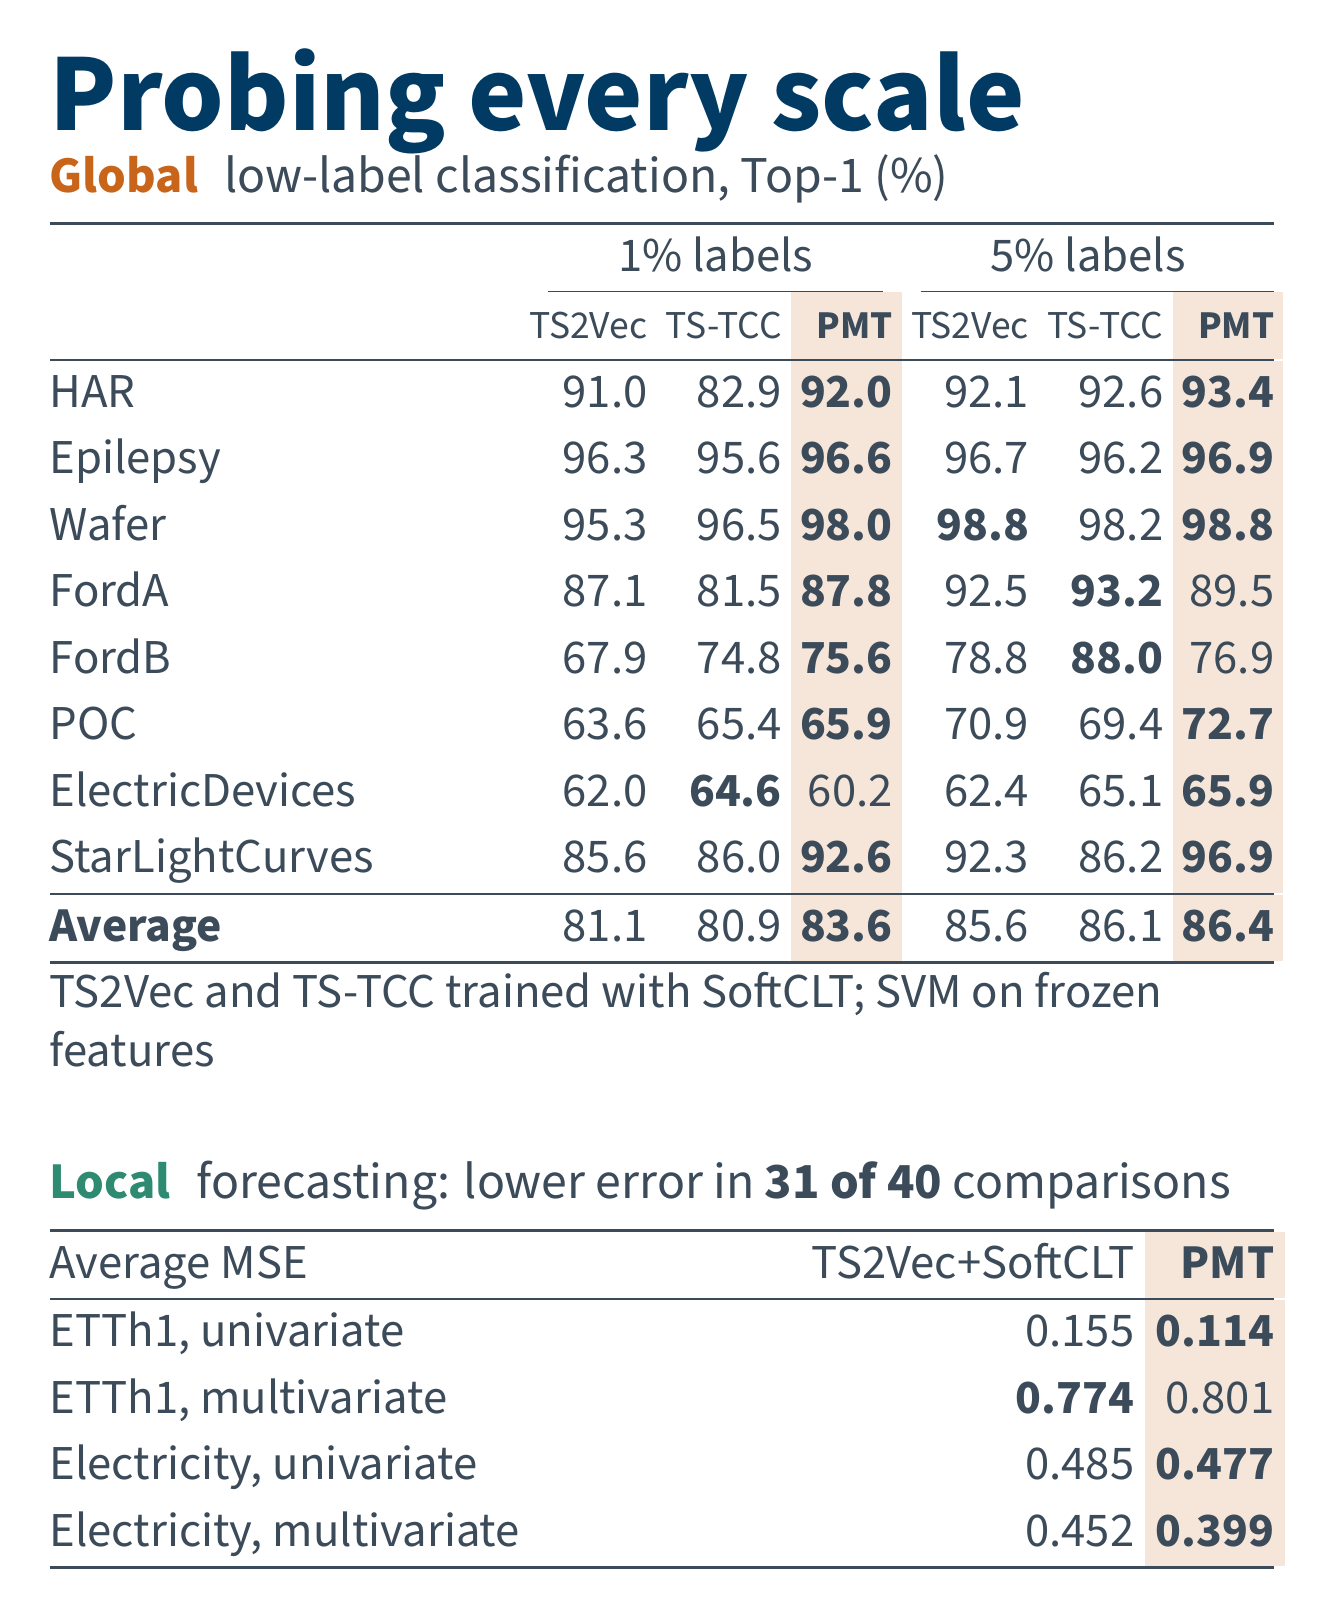 Probing every scale
Global low-label classification, Top-1 (%)
1% labels 5% labels
TS2Vec TS-TCC PMT TS2Vec TS-TCC PMT
HAR 91.0 82.9 92.0 92.1 92.6 93.4
Epilepsy 96.3 95.6 96.6 96.7 96.2 96.9
Wafer 95.3 96.5 98.0 98.8 98.2 98.8
FordA 87.1 81.5 87.8 92.5 93.2 89.5
FordB 67.9 74.8 75.6 78.8 88.0 76.9
POC 63.6 65.4 65.9 70.9 69.4 72.7
ElectricDevices 62.0 64.6 60.2 62.4 65.1 65.9
StarLightCurves 85.6 86.0 92.6 92.3 86.2 96.9
Average 81.1 80.9 83.6 85.6 86.1 86.4
TS2Vec and TS-TCC trained with SoftCLT; SVM on frozen
features
Local forecasting: lower error in 31 of 40 comparisons
Average MSE TS2Vec+SoftCLT PMT
ETTh1, univariate 0.155 0.114
ETTh1, multivariate 0.774 0.801
Electricity, univariate 0.485 0.477
Electricity, multivariate 0.452 0.399